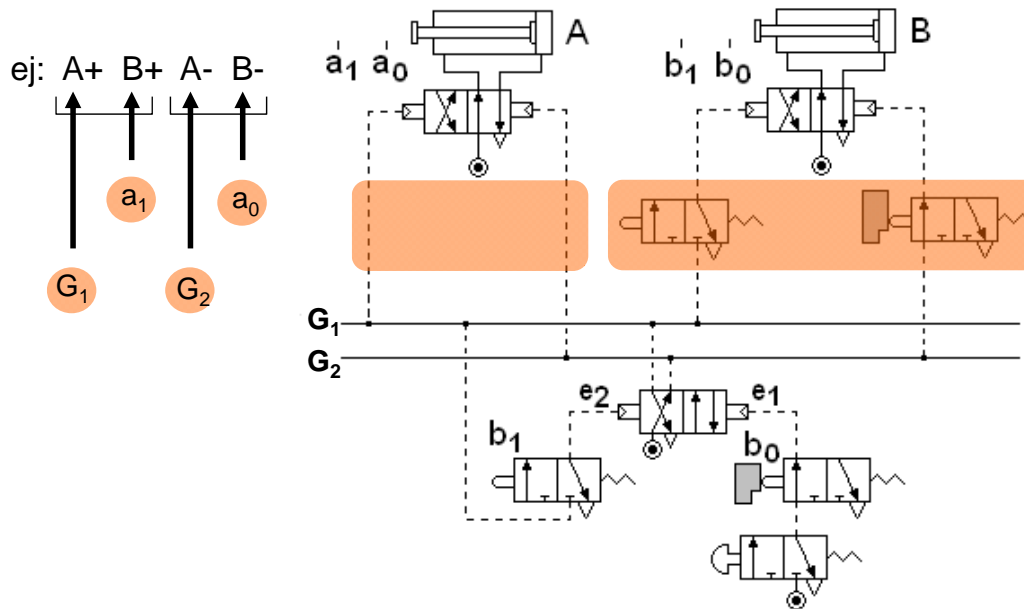 ej: A+ B+ A- B-
a₁
a₀
G₁
G₂
a₁ a₀
A
b₁ b₀
B
G₁
G₂
e₂
e₁
b₁
b₀